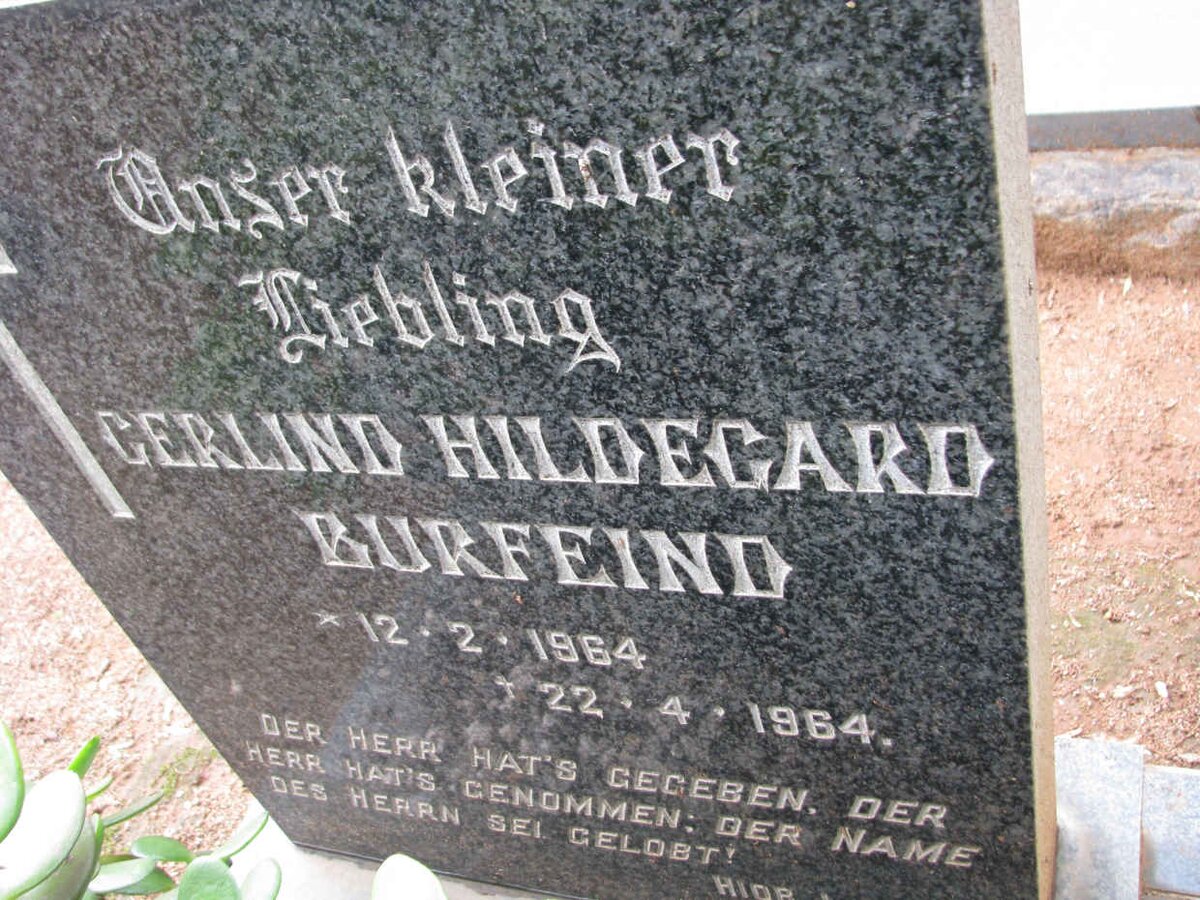 Unser kleiner
Liebling
GERLIND HILDEGARD
BURFEIND
* 12 · 2 · 1964
† 22 · 4 · 1964.
DER HERR HAT'S GEGEBEN, DER
HERR HAT'S GENOMMEN: DER NAME
DES HERRN SEI GELOBT!
HIOB